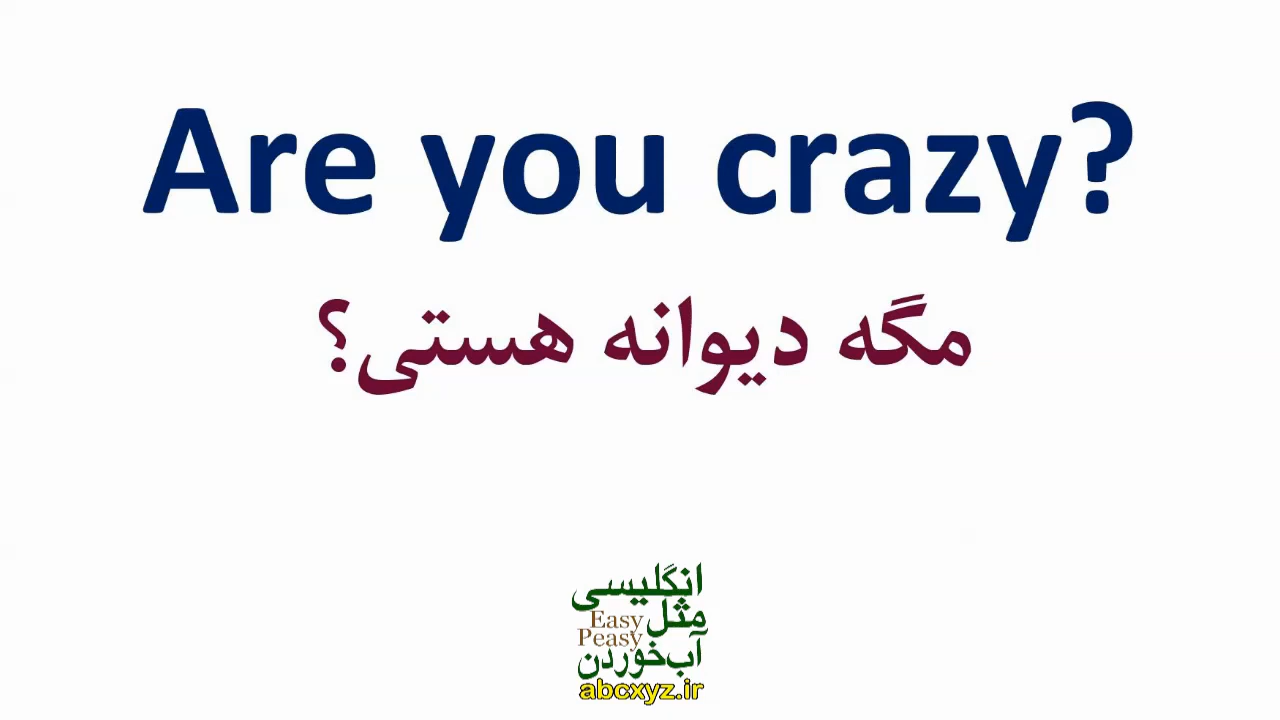 Are you crazy?
مگه دیوانه هستی؟
انگلیسی
مثل Easy
Peasy
آب‌خوردن
abcxyz.ir